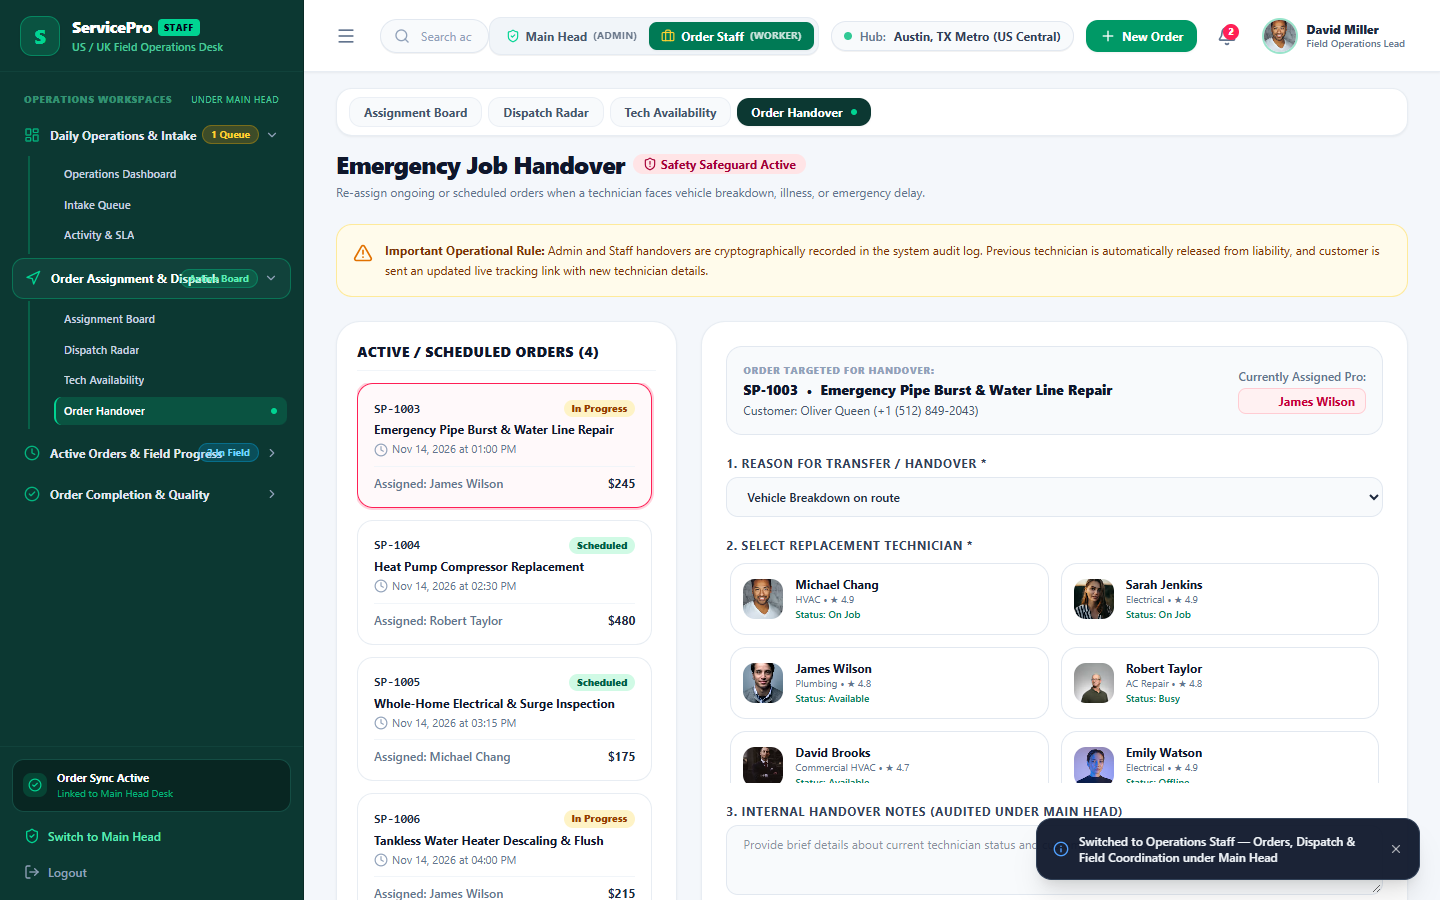 S
ServicePro STAFF
US / UK Field Operations Desk
OPERATIONS WORKSPACES UNDER MAIN HEAD
Daily Operations & Intake 1 Queue
Operations Dashboard
Intake Queue
Activity & SLA
Order Assignment & Dispatch Board
Assignment Board
Dispatch Radar
Tech Availability
Order Handover
Active Orders & Field Progress In Field
Order Completion & Quality
Order Sync Active
Linked to Main Head Desk
Switch to Main Head
Logout
Search ac
Main Head (ADMIN)
Order Staff (WORKER)
Hub: Austin, TX Metro (US Central)
New Order
2
David Miller
Field Operations Lead
Assignment Board
Dispatch Radar
Tech Availability
Order Handover
Emergency Job Handover Safety Safeguard Active
Re-assign ongoing or scheduled orders when a technician faces vehicle breakdown, illness, or emergency delay.
Important Operational Rule: Admin and Staff handovers are cryptographically recorded in the system audit log. Previous technician is automatically released from liability, and customer is
sent an updated live tracking link with new technician details.
ACTIVE / SCHEDULED ORDERS (4)
SP-1003 In Progress
Emergency Pipe Burst & Water Line Repair
Nov 14, 2026 at 01:00 PM
Assigned: James Wilson $245
SP-1004 Scheduled
Heat Pump Compressor Replacement
Nov 14, 2026 at 02:30 PM
Assigned: Robert Taylor $480
SP-1005 Scheduled
Whole-Home Electrical & Surge Inspection
Nov 14, 2026 at 03:15 PM
Assigned: Michael Chang $175
SP-1006 In Progress
Tankless Water Heater Descaling & Flush
Nov 14, 2026 at 04:00 PM
Assigned: James Wilson $215
ORDER TARGETED FOR HANDOVER:
SP-1003 • Emergency Pipe Burst & Water Line Repair
Customer: Oliver Queen (+1 (512) 849-2043)
Currently Assigned Pro:
James Wilson
1. REASON FOR TRANSFER / HANDOVER *
Vehicle Breakdown on route
2. SELECT REPLACEMENT TECHNICIAN *
Michael Chang
HVAC • ★ 4.9
Status: On Job
Sarah Jenkins
Electrical • ★ 4.9
Status: On Job
James Wilson
Plumbing • ★ 4.8
Status: Available
Robert Taylor
AC Repair • ★ 4.8
Status: Busy
David Brooks
Commercial HVAC • ★ 4.7
Status: Available
Emily Watson
Electrical • ★ 4.9
Status: Offline
3. INTERNAL HANDOVER NOTES (AUDITED UNDER MAIN HEAD)
Provide brief details about current technician status and
Switched to Operations Staff — Orders, Dispatch &
Field Coordination under Main Head